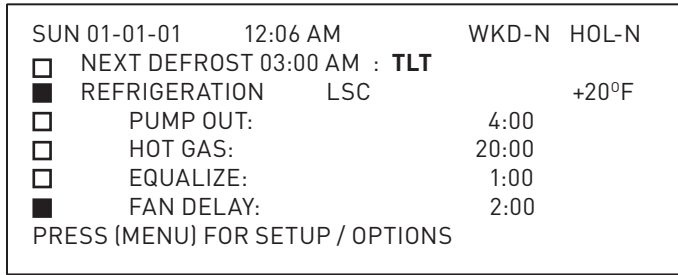 SUN 01-01-01 12:06 AM WKD-N HOL-N
NEXT DEFROST 03:00 AM : TLT
REFRIGERATION LSC +20⁰F
PUMP OUT: 4:00
HOT GAS: 20:00
EQUALIZE: 1:00
FAN DELAY: 2:00
PRESS (MENU) FOR SETUP / OPTIONS